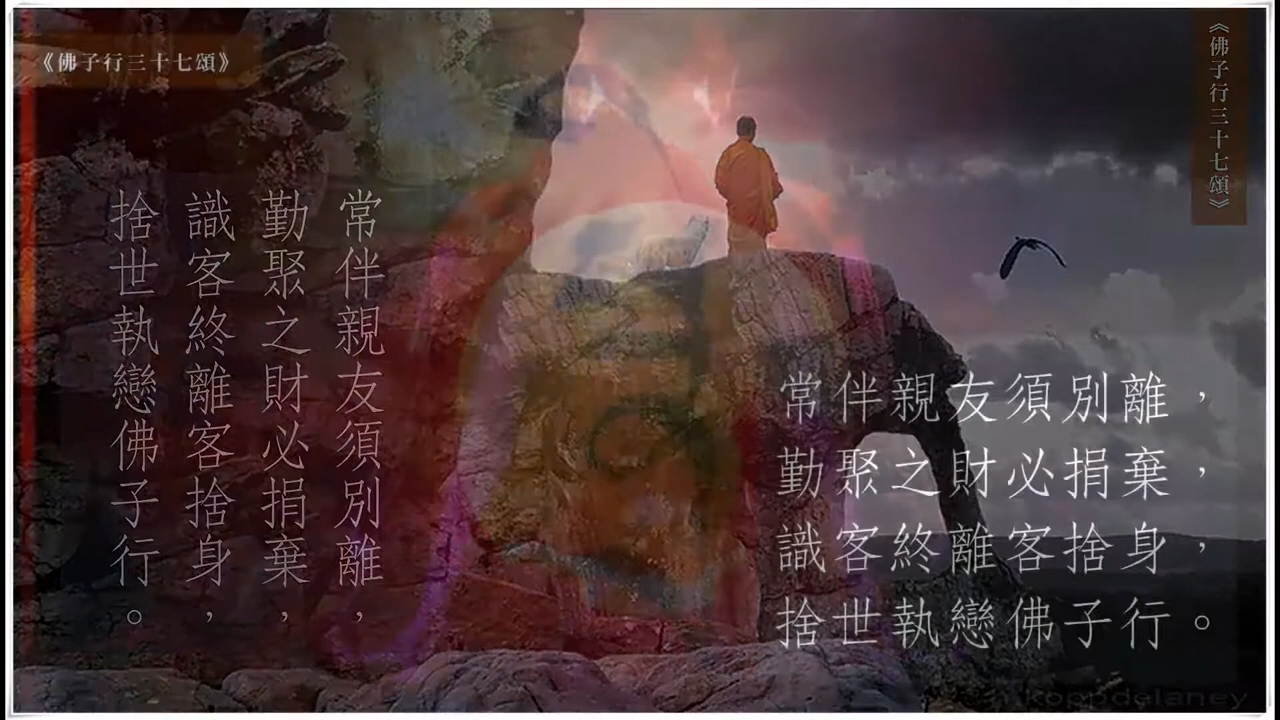 《佛子行三十七頌》
《佛子行三十七頌》
常伴親友須別離，
勤聚之財必捐棄，
識客終離客捨身，
捨世執戀佛子行。
常伴親友須別離，
勤聚之財必捐棄，
識客終離客捨身，
捨世執戀佛子行。
koppdelaney